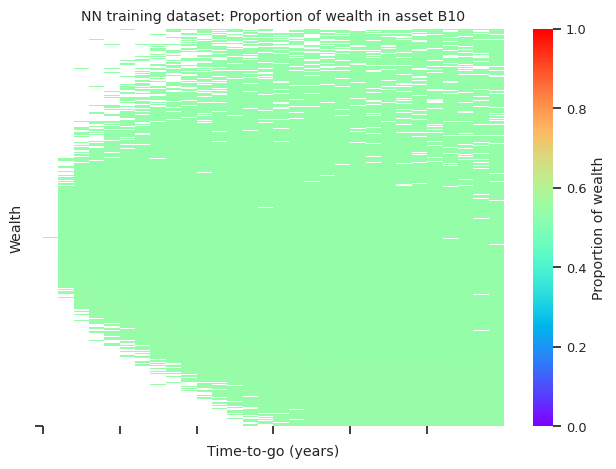 NN training dataset: Proportion of wealth in asset B10
Wealth
Time-to-go (years)
1.0
0.8
0.6
0.4
0.2
0.0
Proportion of wealth